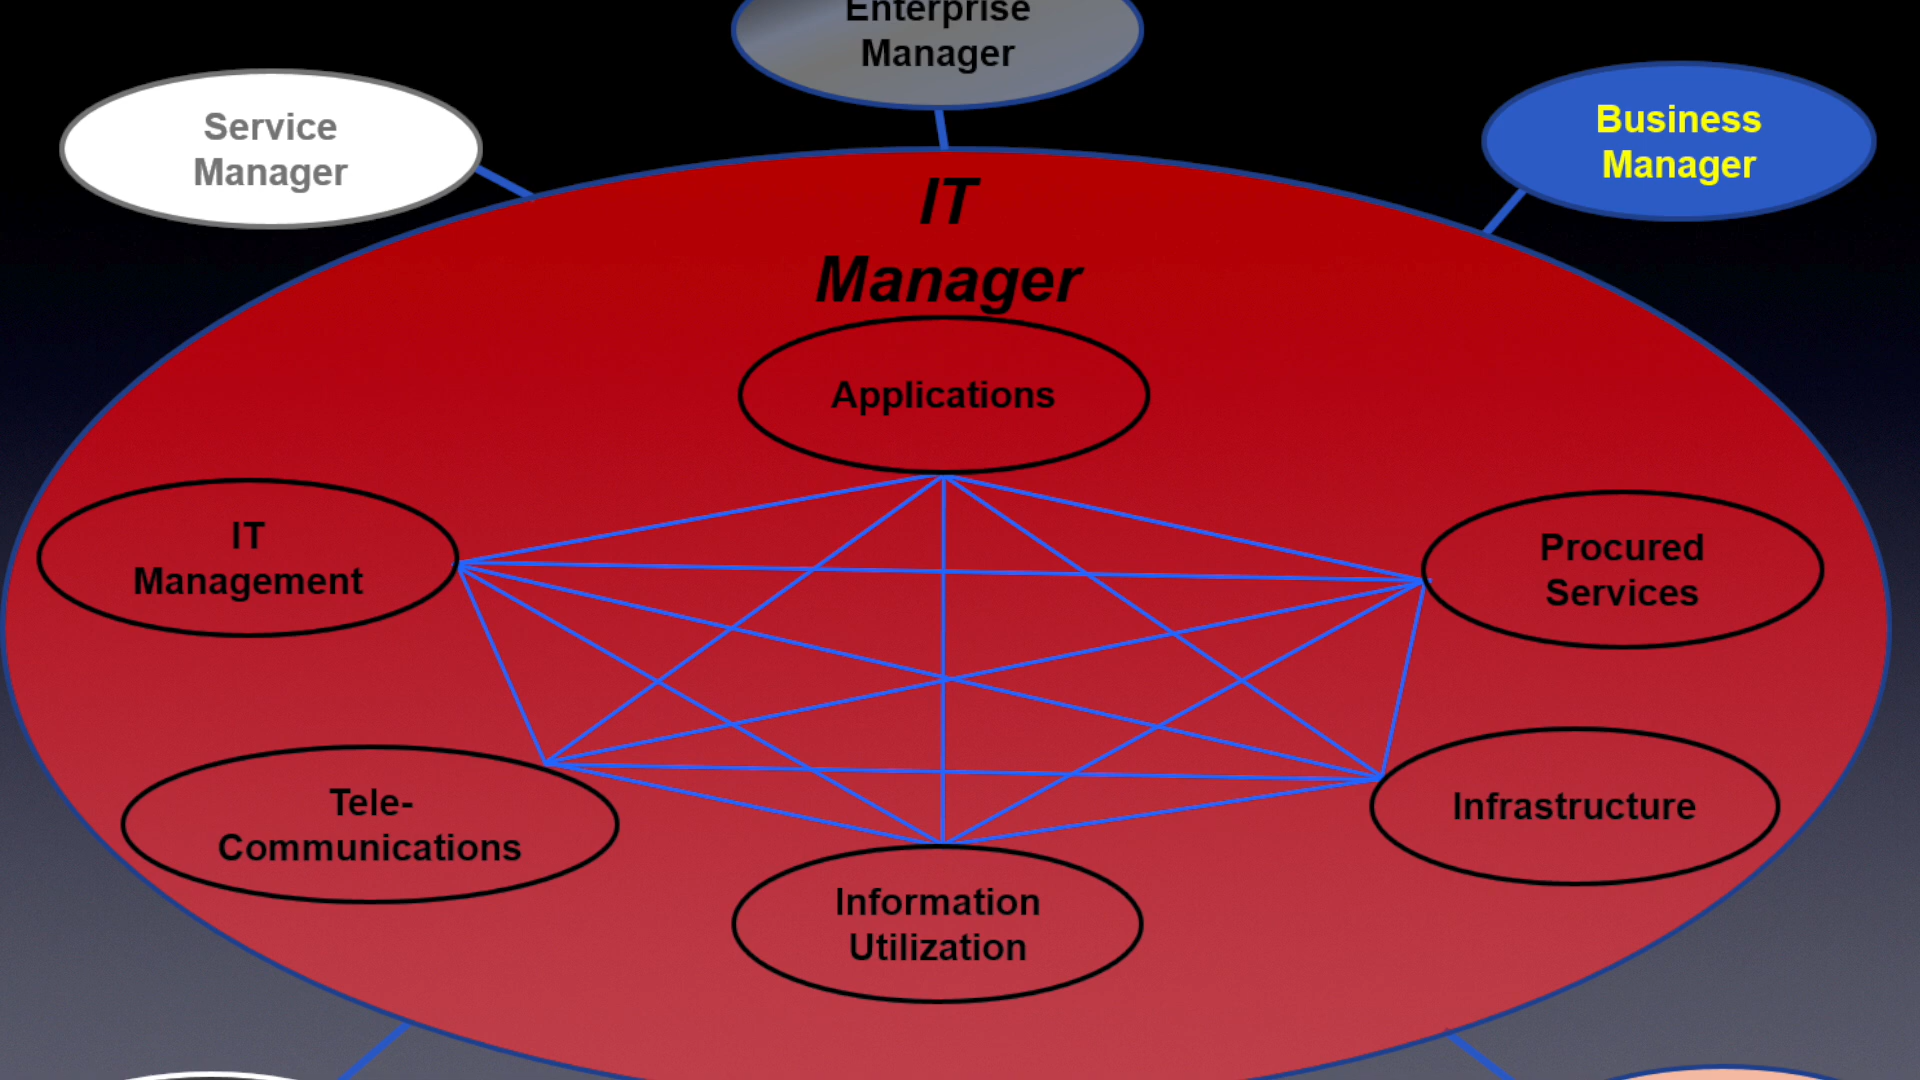 Enterprise
Manager
Service
Manager
Business
Manager
IT
Manager
Applications
IT
Management
Procured
Services
Tele-
Communications
Infrastructure
Information
Utilization